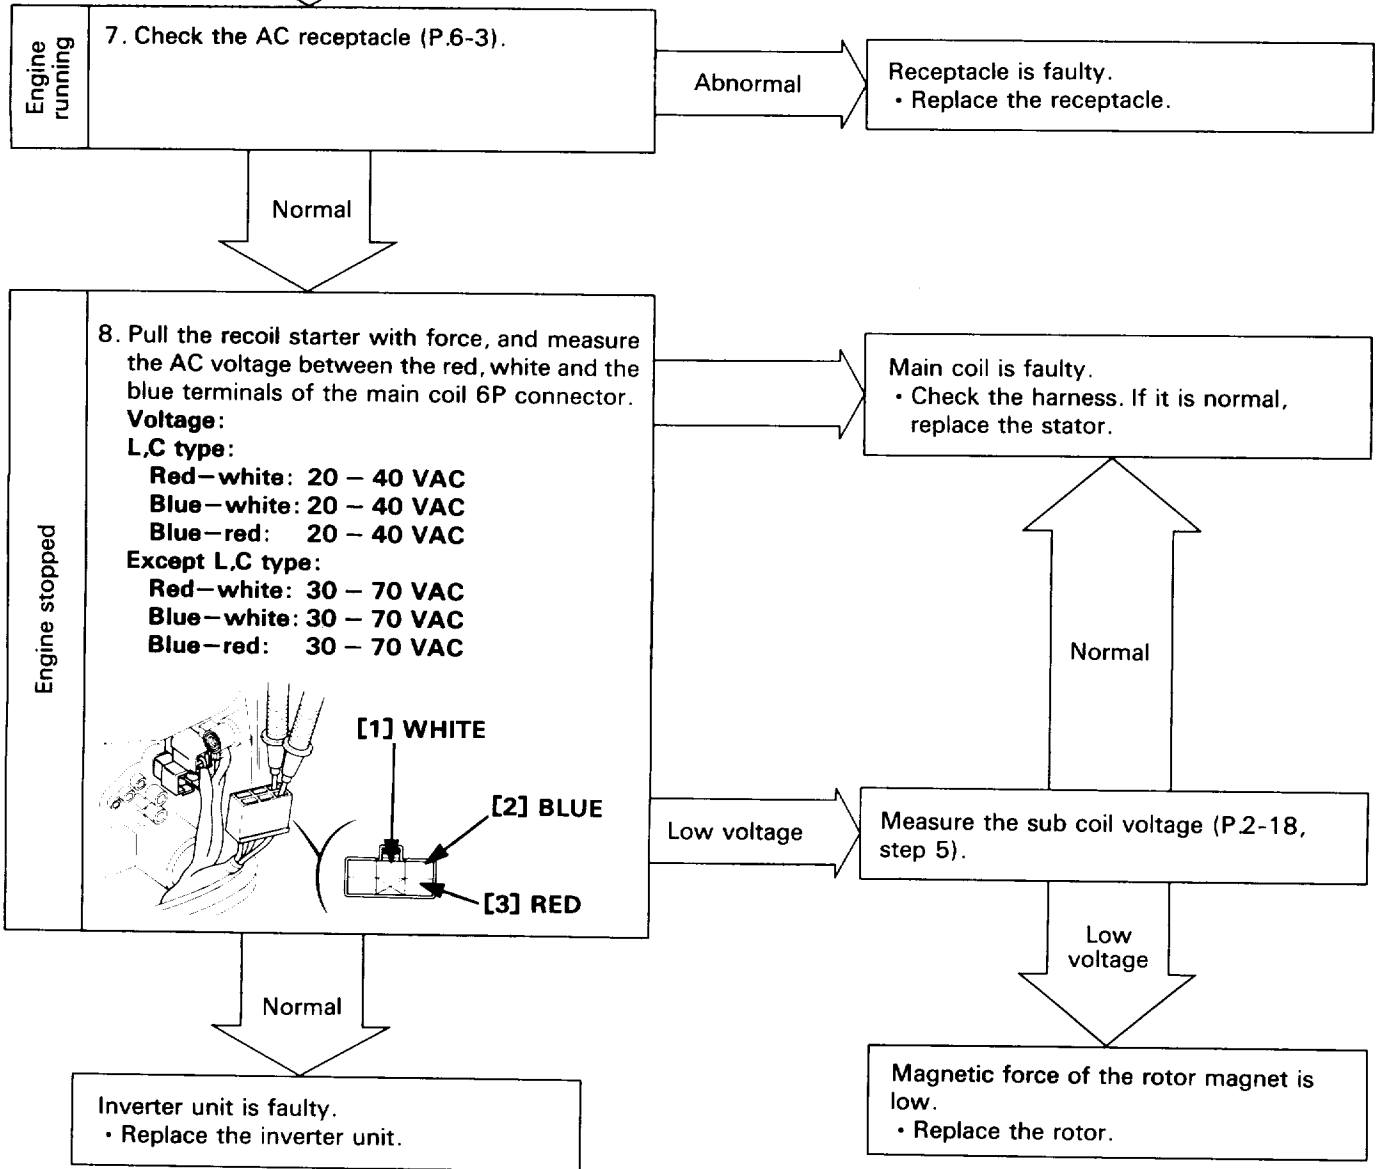 Engine
running
7. Check the AC receptacle (P.6-3).
Abnormal
Receptacle is faulty.
• Replace the receptacle.
Normal
Engine stopped
8. Pull the recoil starter with force, and measure
the AC voltage between the red, white and the
blue terminals of the main coil 6P connector.
Voltage:
L,C type:
Red–white: 20 – 40 VAC
Blue–white: 20 – 40 VAC
Blue–red: 20 – 40 VAC
Except L,C type:
Red–white: 30 – 70 VAC
Blue–white: 30 – 70 VAC
Blue–red: 30 – 70 VAC
[1] WHITE
[2] BLUE
[3] RED
Main coil is faulty.
• Check the harness. If it is normal,
replace the stator.
Normal
Low voltage
Measure the sub coil voltage (P.2-18,
step 5).
Low
voltage
Magnetic force of the rotor magnet is
low.
• Replace the rotor.
Normal
Inverter unit is faulty.
• Replace the inverter unit.